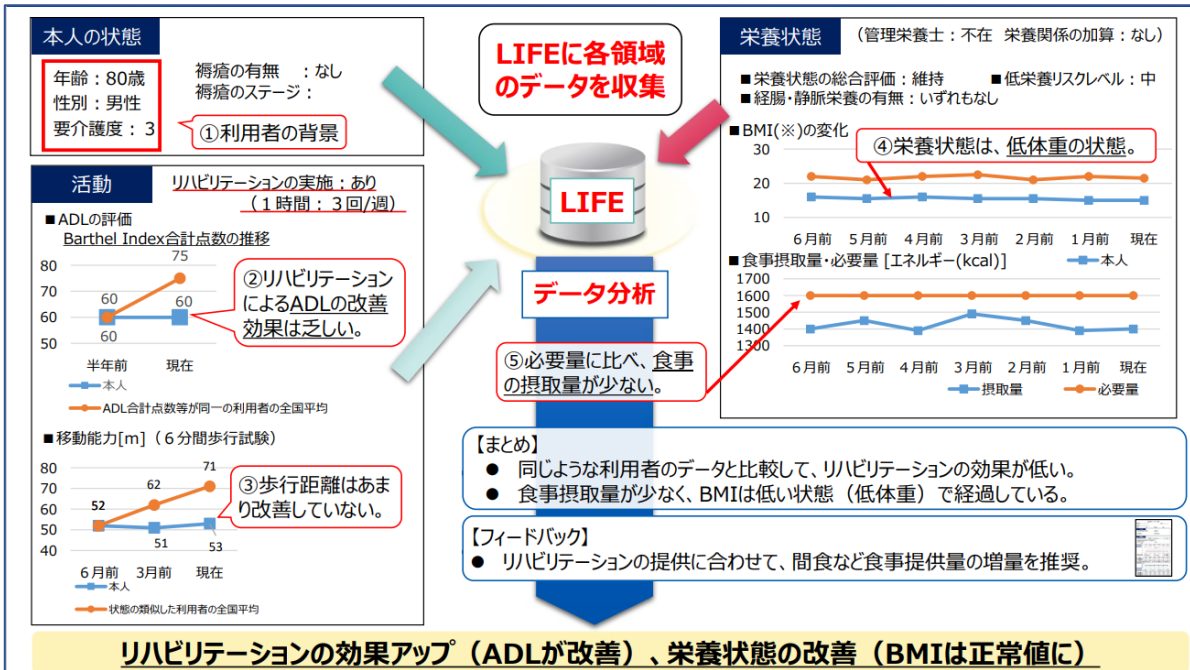 本人の状態
年齢：80歳
性別：男性
要介護度：３
褥瘡の有無　：なし
褥瘡のステージ：
①利用者の背景
活動
リハビリテーションの実施：あり
（１時間：３回/週）
■ADLの評価
Barthel Index合計点数の推移
80
70
60
50
60
60
75
60
半年前
現在
本人
ADL合計点数等が同一の利用者の全国平均
②リハビリテーション
によるADLの改善
効果は乏しい。
■移動能力[m]（６分間歩行試験）
80
70
60
50
40
52
62
71
51
53
６月前
３月前
現在
本人
状態の類似した利用者の全国平均
③歩行距離はあま
り改善していない。
LIFEに各領域
のデータを収集
LIFE
データ分析
栄養状態
（管理栄養士：不在 栄養関係の加算：なし）
■栄養状態の総合評価：維持
■低栄養リスクレベル：中
■経腸・静脈栄養の有無：いずれもなし
■BMI(※)の変化
④栄養状態は、低体重の状態。
30
20
10
６月前
５月前
４月前
３月前
２月前
１月前
現在
本人
■食事摂取量・必要量 [エネルギー(kcal)]
1700
1600
1500
1400
1300
６月前
５月前
４月前
３月前
２月前
１月前
現在
摂取量
必要量
⑤必要量に比べ、食事
の摂取量が少ない。
【まとめ】
● 同じような利用者のデータと比較して、リハビリテーションの効果が低い。
● 食事摂取量が少なく、BMIは低い状態（低体重）で経過している。
【フィードバック】
● リハビリテーションの提供に合わせて、間食など食事提供量の増量を推奨。
リハビリテーションの効果アップ（ADLが改善）、栄養状態の改善（BMIは正常値に）